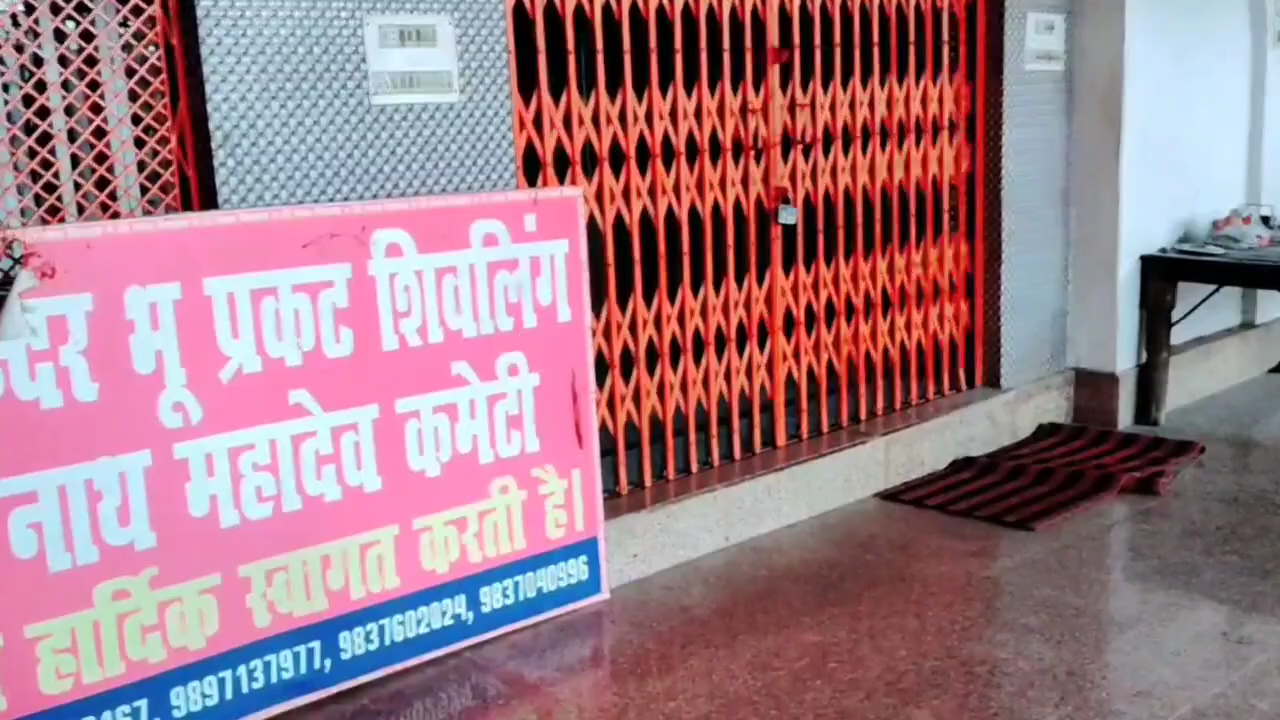 भू प्रकट शिवलिंग
नाथ महादेव कमेटी
हार्दिक स्वागत करती है।
9897137977, 9837602024, 9837040996